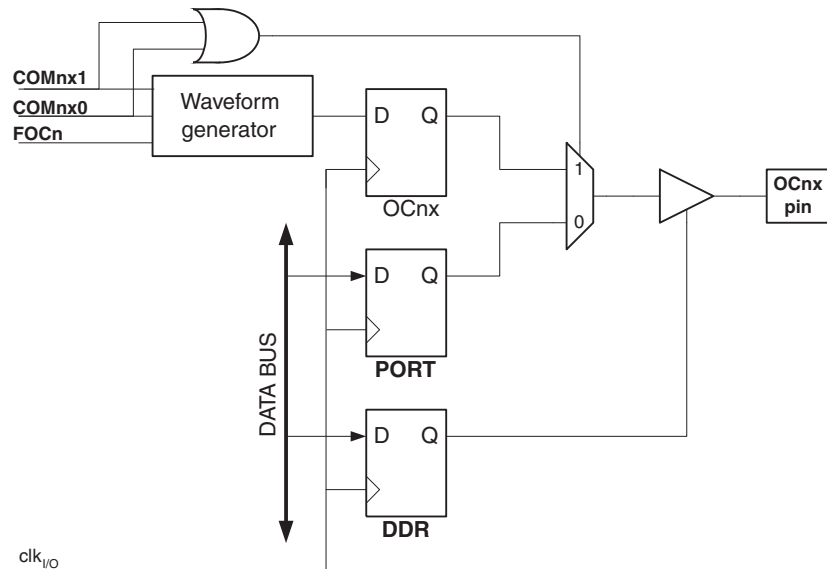 COMnx1
COMnx0
FOCn
Waveform
generator
D Q
OCnx
1
0
OCnx
pin
D Q
PORT
DATA BUS
D Q
DDR
clkI/O